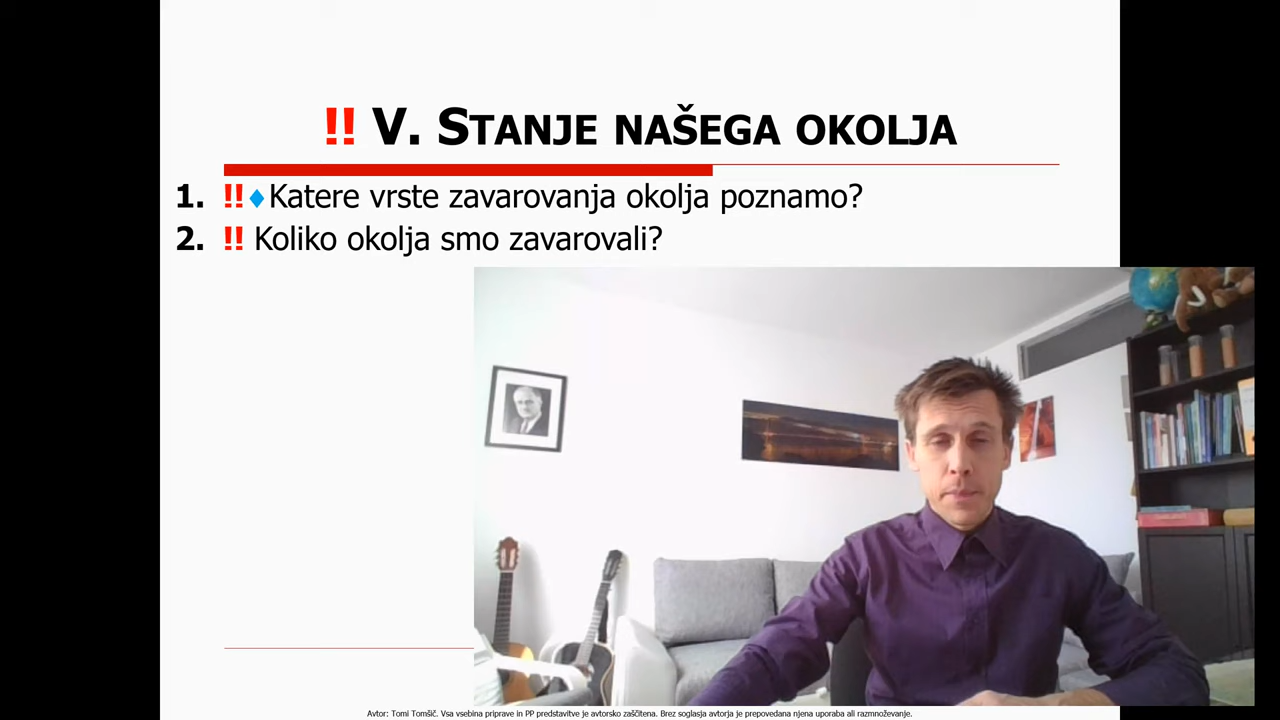 !! V. STANJE NAŠEGA OKOLJA
1. !!♦Katere vrste zavarovanja okolja poznamo?
2. !! Koliko okolja smo zavarovali?
Avtor: Tomi Tomšič. Vsa vsebina priprave in PP predstavitve je avtorsko zaščitena. Brez soglasja avtorja je prepovedana njena uporaba ali razmnoževanje.